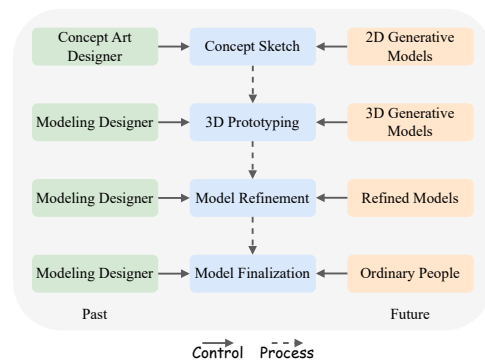 Concept Art
Designer
Concept Sketch
2D Generative
Models
Modeling Designer
3D Prototyping
3D Generative
Models
Modeling Designer
Model Refinement
Refined Models
Modeling Designer
Model Finalization
Ordinary People
Past
Future
Control
Process